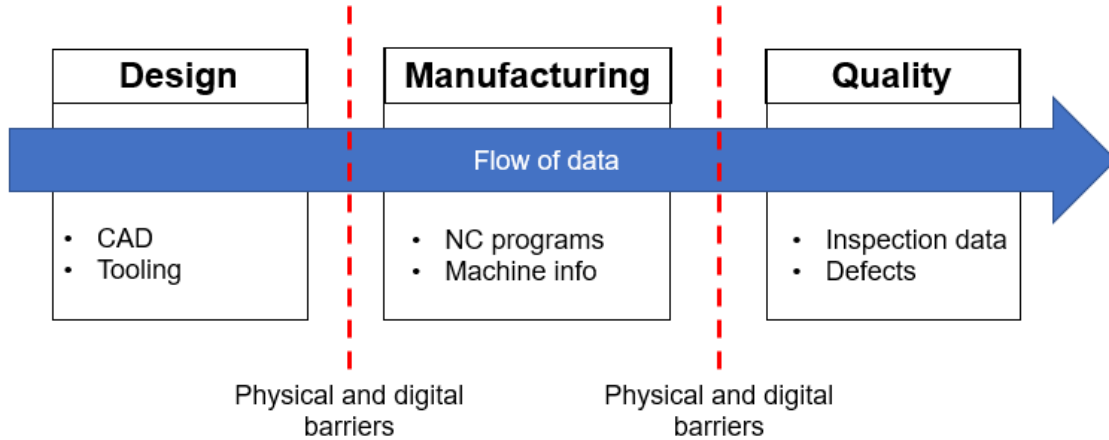 Design
Manufacturing
Quality
Flow of data
• CAD
• Tooling
• NC programs
• Machine info
• Inspection data
• Defects
Physical and digital
barriers
Physical and digital
barriers